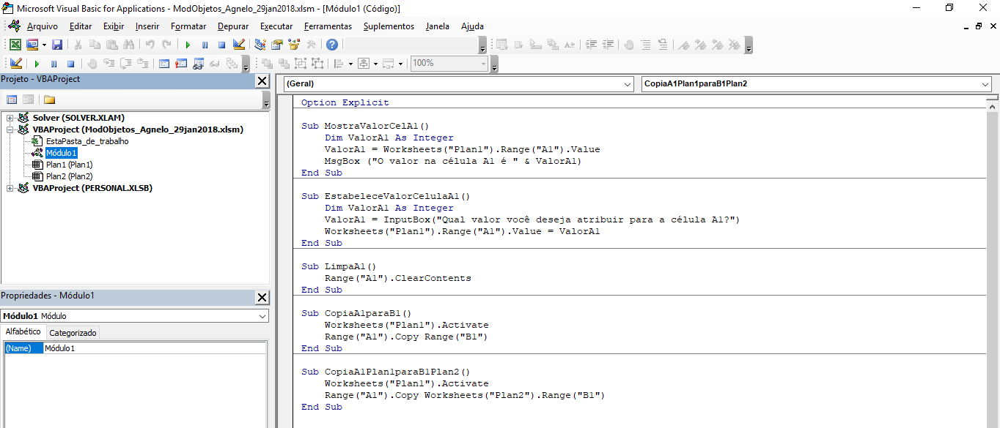 Microsoft Visual Basic for Applications - ModObjetos_Agnelo_29jan2018.xlsm - [Módulo1 (Código)]
Arquivo Editar Exibir Inserir Formatar Depurar Executar Ferramentas Suplementos Janela Ajuda
100%
Projeto - VBAProject
Solver (SOLVER.XLAM)
VBAProject (ModObjetos_Agnelo_29jan2018.xlsm)
EstaPasta_de_trabalho
Módulo1
Plan1 (Plan1)
Plan2 (Plan2)
VBAProject (PERSONAL.XLSB)
Propriedades - Módulo1
Módulo1 Módulo
Alfabético Categorizado
(Name) Módulo1
(Geral) CopiaA1Plan1paraB1Plan2
Option Explicit
Sub MostraValorCelA1()
Dim ValorA1 As Integer
ValorA1 = Worksheets("Plan1").Range("A1").Value
MsgBox ("O valor na célula A1 é " & ValorA1)
End Sub
Sub EstabeleceValorCelulaA1()
Dim ValorA1 As Integer
ValorA1 = InputBox("Qual valor você deseja atribuir para a célula A1?")
Worksheets("Plan1").Range("A1").Value = ValorA1
End Sub
Sub LimpaA1()
Range("A1").ClearContents
End Sub
Sub CopiaA1paraB1()
Worksheets("Plan1").Activate
Range("A1").Copy Range("B1")
End Sub
Sub CopiaA1Plan1paraB1Plan2()
Worksheets("Plan1").Activate
Range("A1").Copy Worksheets("Plan2").Range("B1")
End Sub